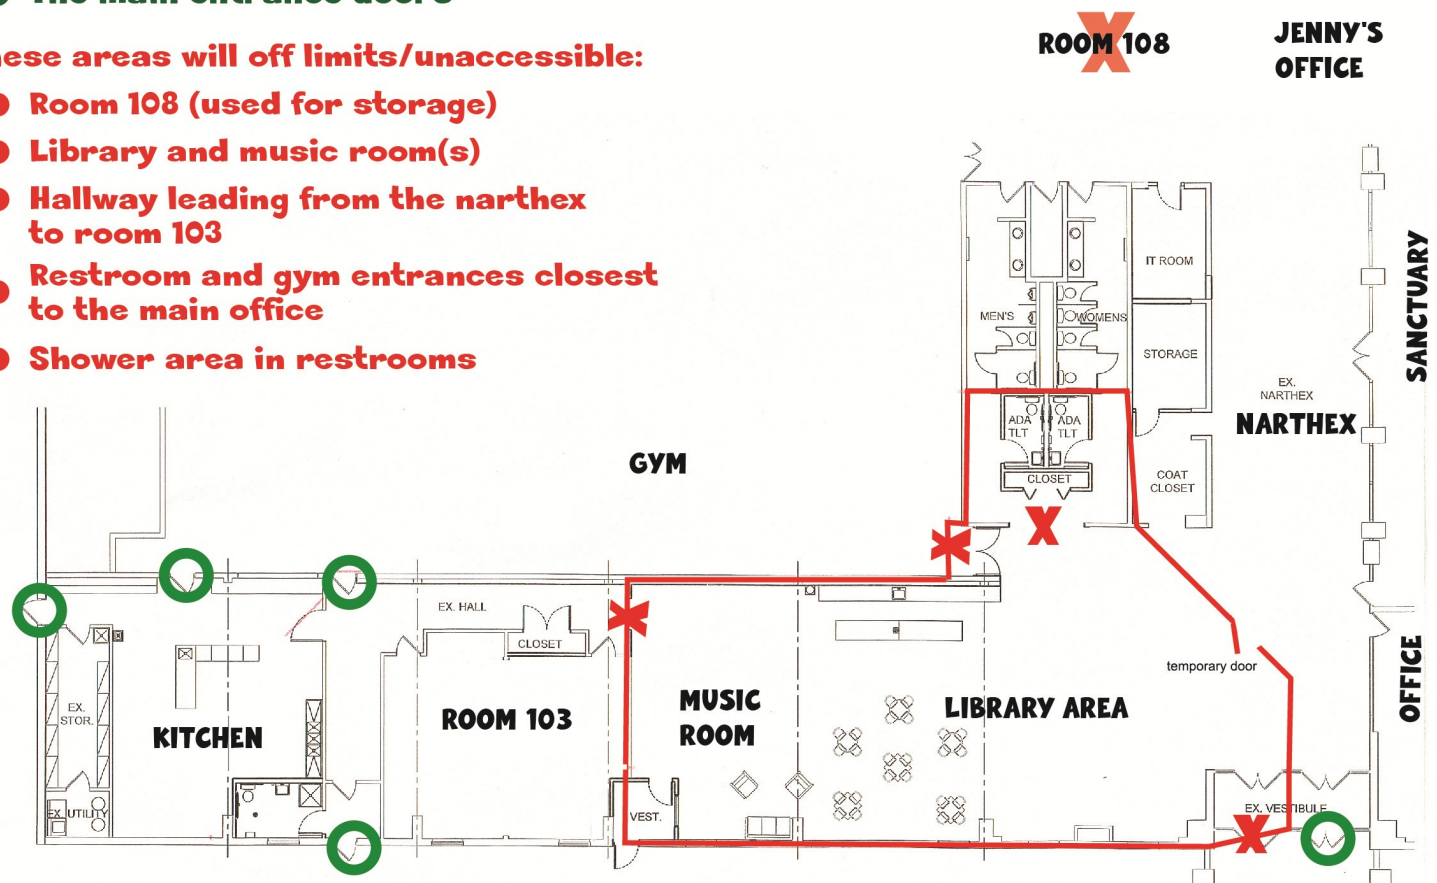 The main entrance doors
ese areas will off limits/unaccessible:
Room 108 (used for storage)
Library and music room(s)
Hallway leading from the narthex
to room 103
Restroom and gym entrances closest
to the main office
Shower area in restrooms
ROOM 108
JENNY'S
OFFICE
IT ROOM
MEN'S
WOMENS
STORAGE
SANCTUARY
EX.
NARTHEX
NARTHEX
ADA
TLT
ADA
TLT
GYM
CLOSET
COAT
CLOSET
EX. HALL
CLOSET
temporary door
OFFICE
EX.
STOR.
KITCHEN
ROOM 103
MUSIC
ROOM
LIBRARY AREA
EX. UTILITY
VEST.
EX. VESTIBULE